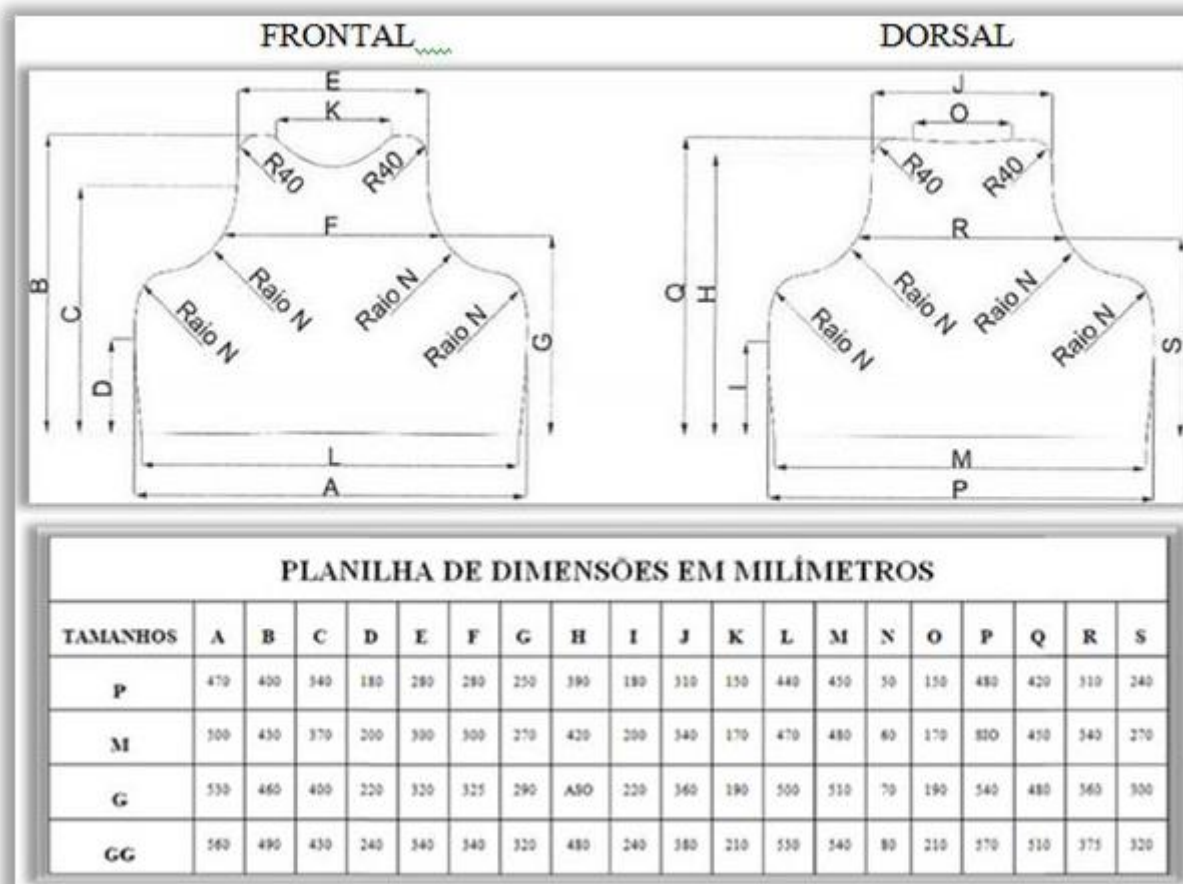 FRONTAL DORSAL
E J
K O
R40 R40 R40 R40
F R
B C D G Q H I S
Raio N Raio N Raio N Raio N
Raio N Raio N Raio N Raio N
L M
A P
PLANILHA DE DIMENSÕES EM MILÍMETROS
TAMANHOS A B C D E F G H I J K L M N O P Q R S
P 470 400 340 180 280 280 250 390 180 310 150 440 450 50 150 480 420 310 240
M 500 430 370 200 300 300 270 420 200 340 170 470 480 60 170 SIO 450 340 270
G 530 460 400 220 320 325 290 ASO 220 360 190 500 510 70 190 540 480 360 300
GG 560 490 430 240 340 340 320 480 240 380 210 530 540 80 210 570 510 375 320